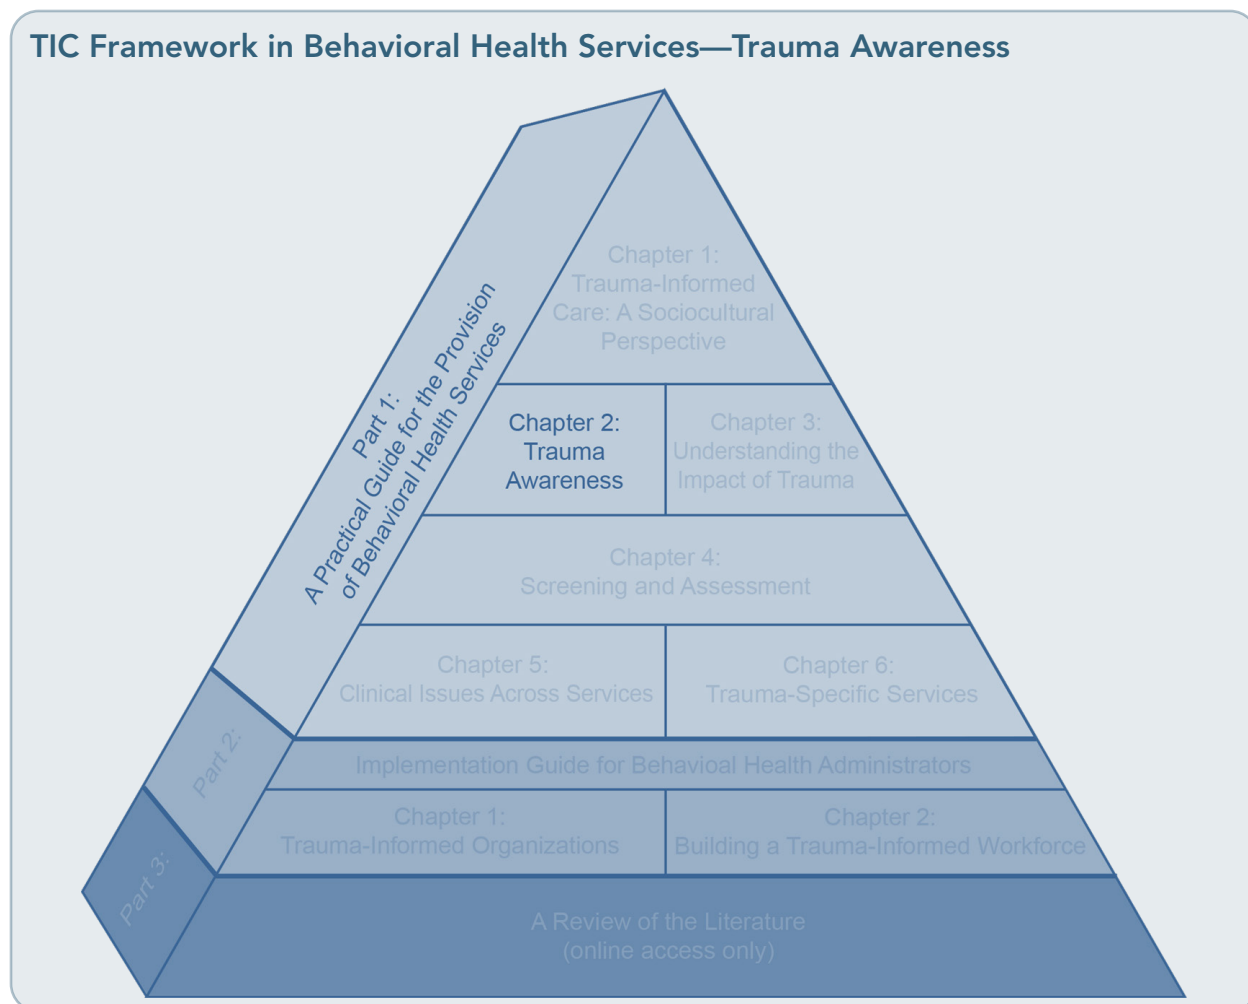 TIC Framework in Behavioral Health Services—Trauma Awareness
Part 1:
A Practical Guide for the Provision
of Behavioral Health Services
Chapter 1:
Trauma-Informed
Care: A Sociocultural
Perspective
Chapter 2:
Trauma
Awareness
Chapter 3:
Understanding the
Impact of Trauma
Chapter 4:
Screening and Assessment
Chapter 5:
Clinical Issues Across Services
Chapter 6:
Trauma-Specific Services
Part 2:
Implementation Guide for Behavioal Health Administrators
Chapter 1:
Trauma-Informed Organizations
Chapter 2:
Building a Trauma-Informed Workforce
Part 3:
A Review of the Literature
(online access only)